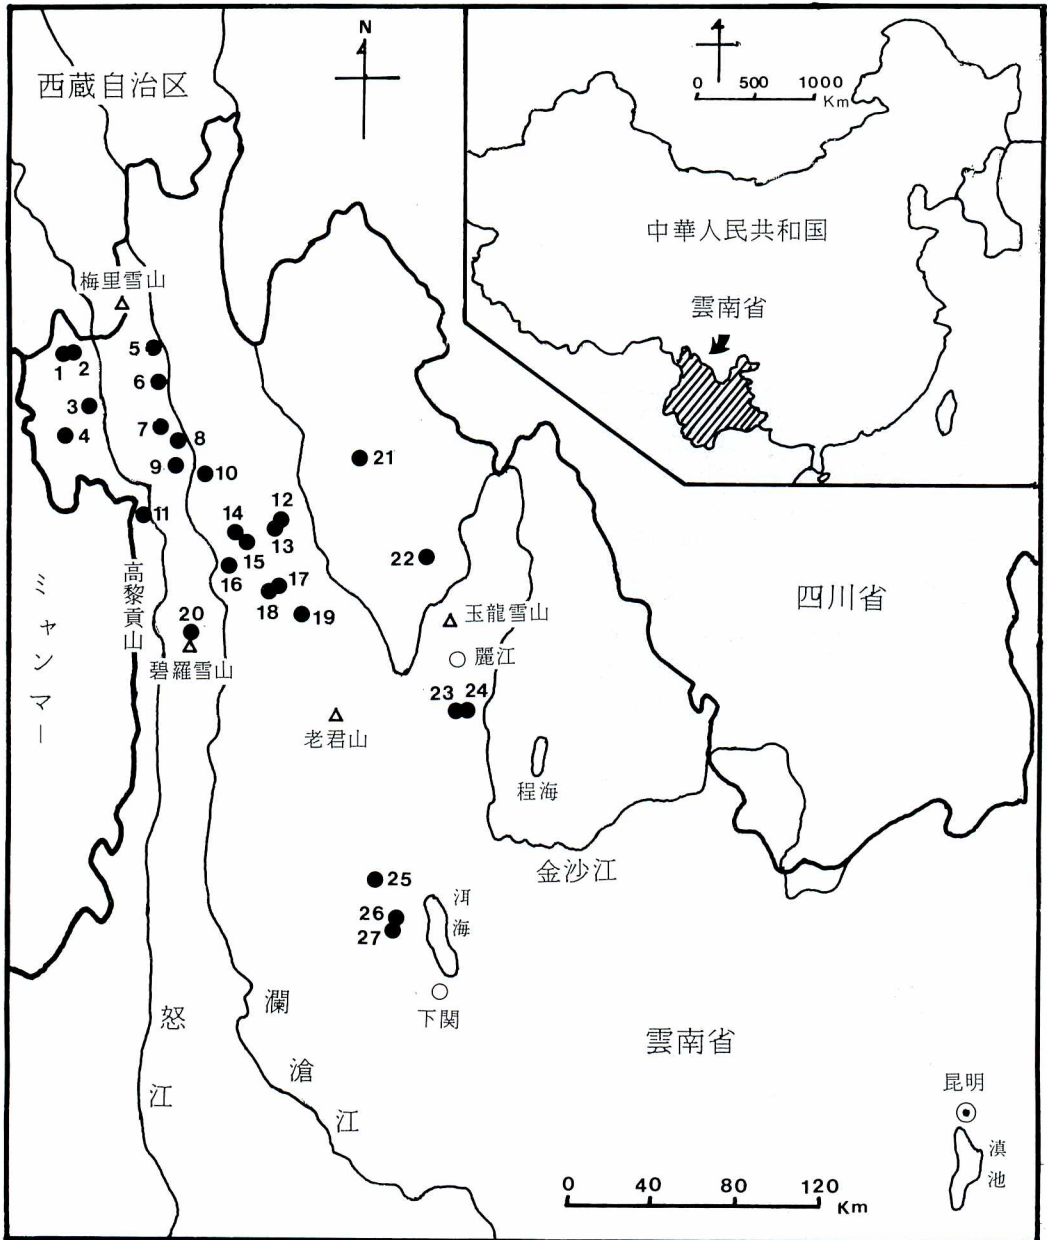 N
西蔵自治区
0 500 1000
Km
中華人民共和国
雲南省
梅里雪山
1
2
3
4
5
6
7
8
9
10
11
12
13
14
15
16
17
18
19
20
21
22
高黎貢山
碧羅雪山
ミャンマー
四川省
玉龍雪山
麗江
23 24
老君山
程海
金沙江
25
26
27
洱海
下関
怒江
瀾滄江
雲南省
昆明
滇池
0 40 80 120
Km